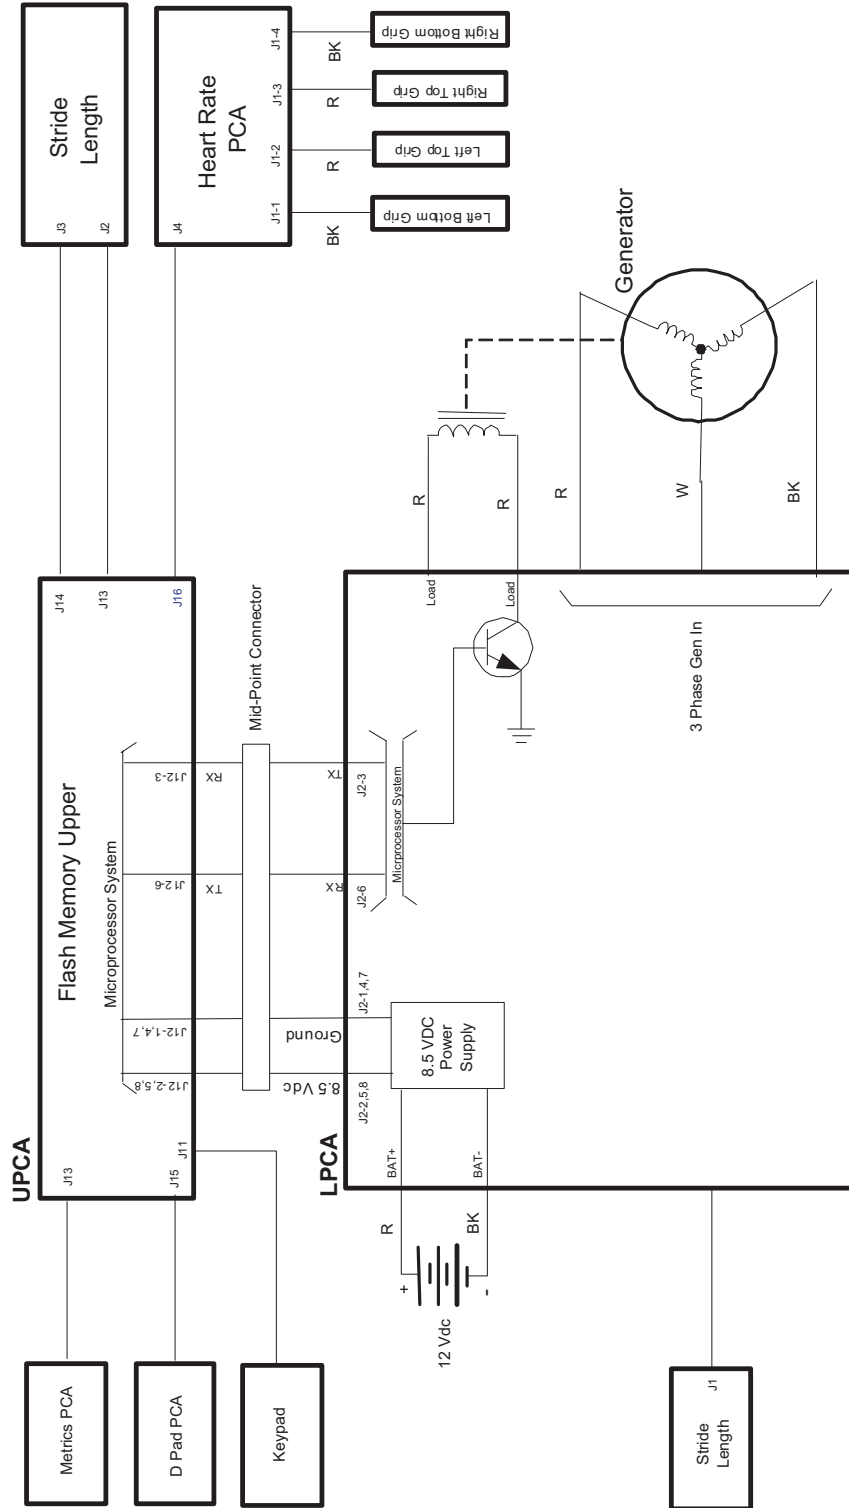 Stride
Length
J3
J2
Heart Rate
PCA
J4
J1-4
J1-3
J1-2
J1-1
BK
R
R
BK
Right Bottom Grip
Right Top Grip
Left Top Grip
Left Bottom Grip
Generator
R
R
R
W
BK
UPCA
Flash Memory Upper
Microprocessor System
J14
J13
J16
J12-3
J12-6
J12-1,4,7
J12-2,5,8
J13
J15
J11
RX
TX
Mid-Point Connector
TX
RX
Ground
8.5 Vdc
LPCA
J2-3
J2-6
J2-1,4,7
J2-2,5,8
Micrprocessor System
8.5 VDC
Power
Supply
Load
Load
3 Phase Gen In
BAT+
BAT-
R
BK
+
-
12 Vdc
Metrics PCA
D Pad PCA
Keypad
Stride
Length
J1